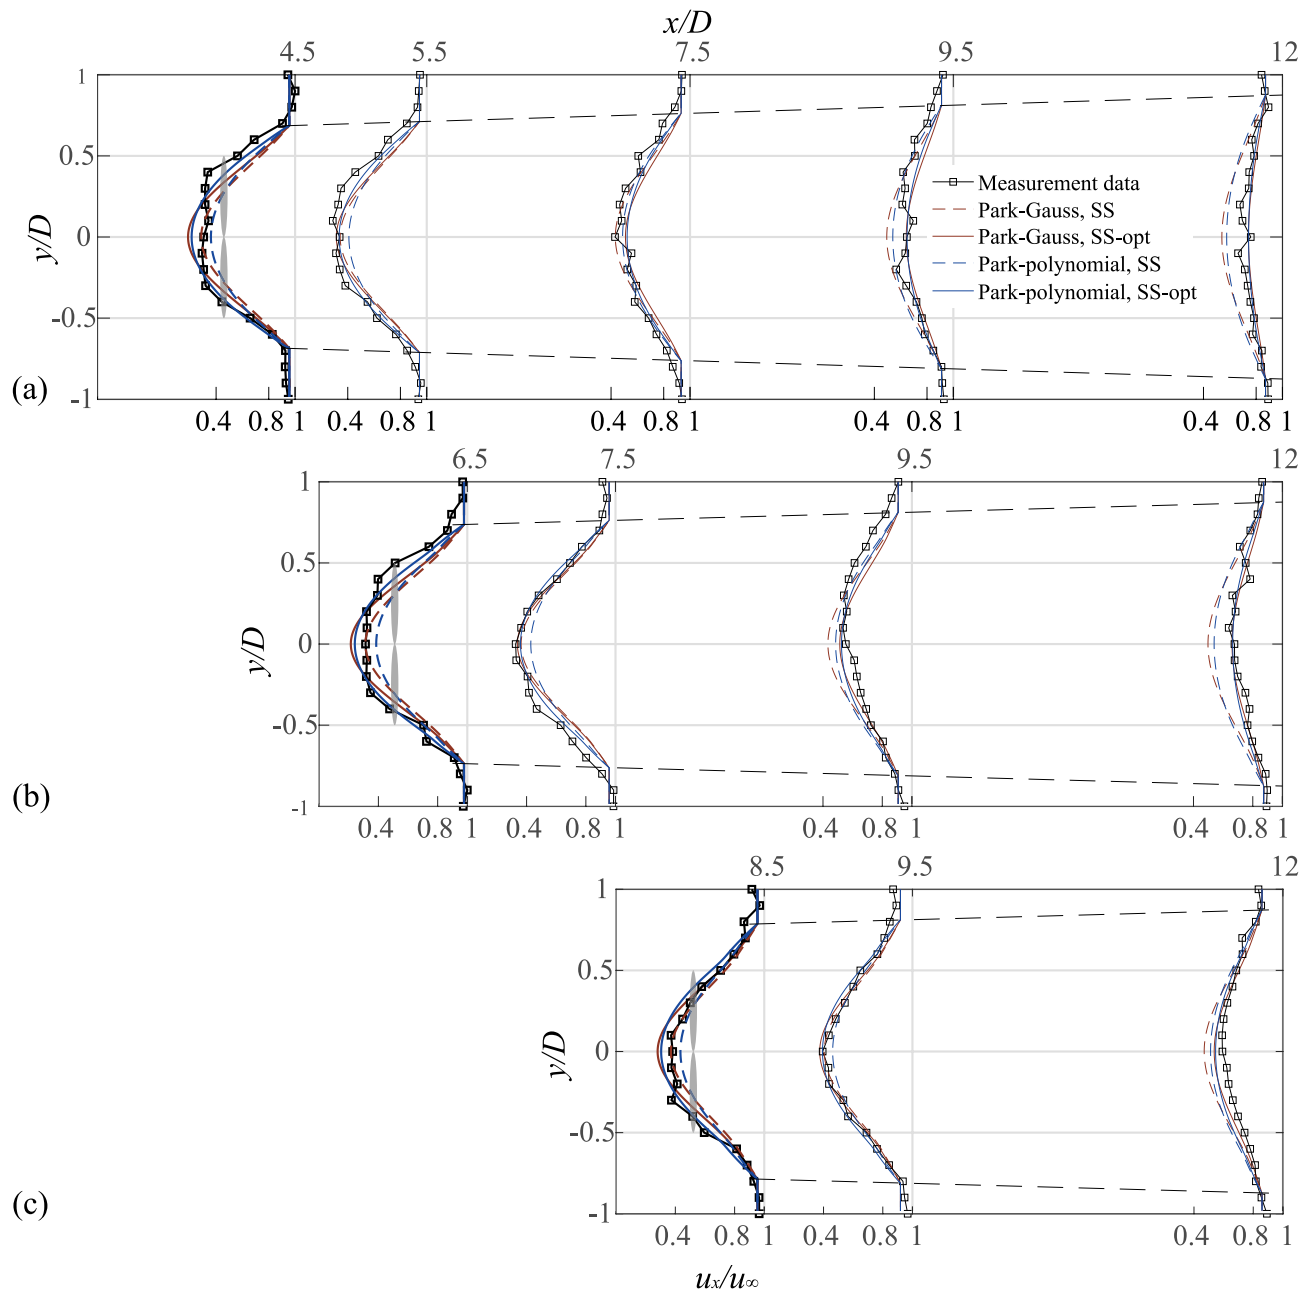 x/D
4.5 5.5 7.5 9.5 12
1
0.5
y/D
0
-0.5
-1
(a)
Measurement data
Park-Gauss, SS
Park-Gauss, SS-opt
Park-polynomial, SS
Park-polynomial, SS-opt
0.4 0.8 1 0.4 0.8 1 0.4 0.8 1 0.4 0.8 1 0.4 0.8 1
6.5 7.5 9.5 12
1
0.5
y/D
0
-0.5
-1
(b)
0.4 0.8 1 0.4 0.8 1 0.4 0.8 1 0.4 0.8 1
8.5 9.5 12
1
0.5
y/D
0
-0.5
-1
(c)
0.4 0.8 1 0.4 0.8 1 0.4 0.8 1
ux/u∞